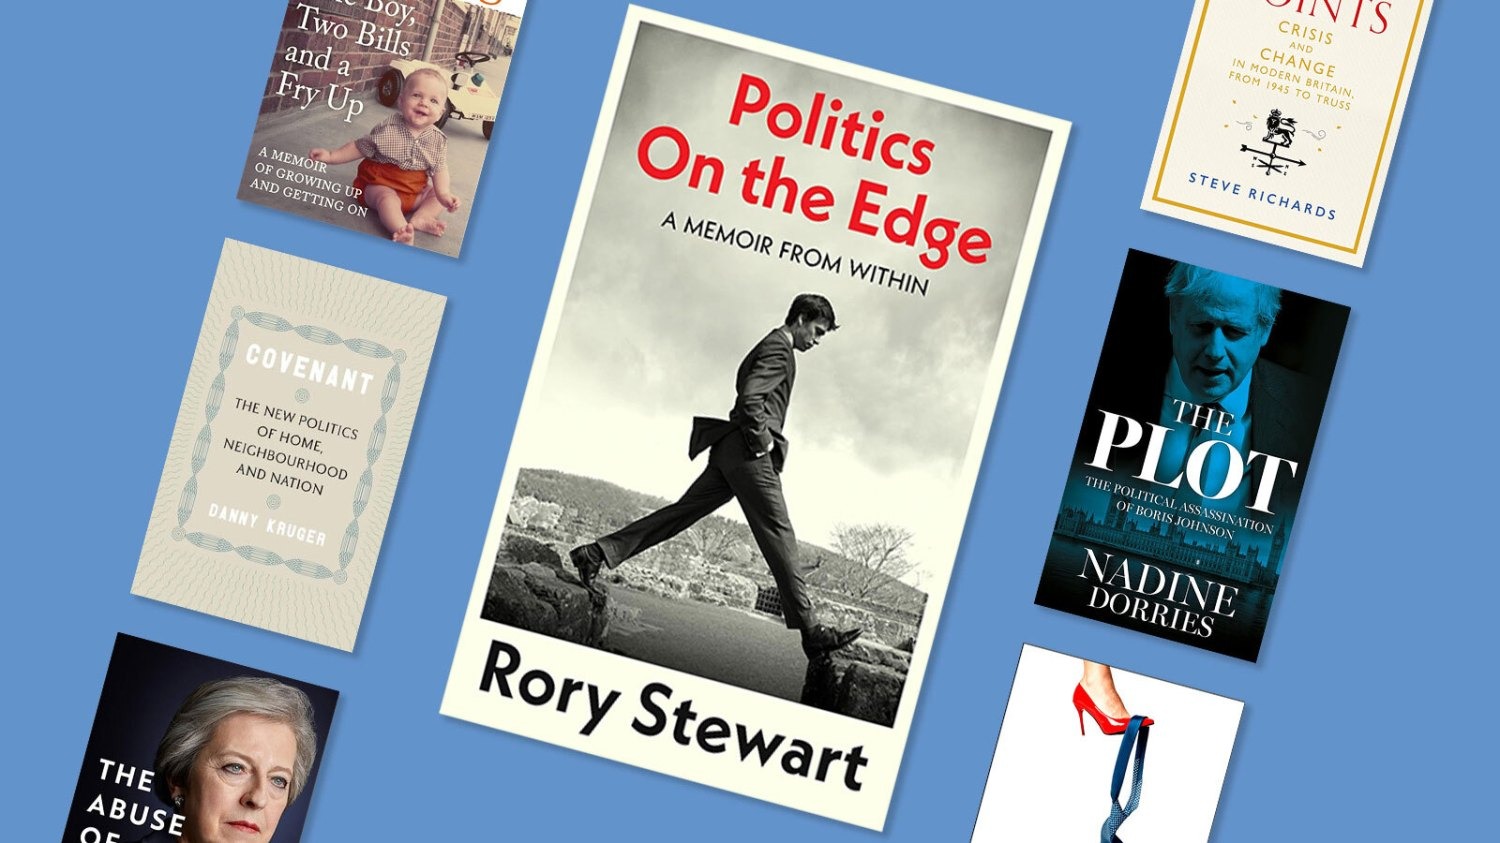 Boy,
Two Bills
and a
Fry Up
A MEMOIR
OF GROWING UP
AND GETTING ON
COVENANT
THE NEW POLITICS
OF HOME,
NEIGHBOURHOOD
AND NATION
DANNY KRUGER
THE
ABUSE
OF
Politics
On the Edge
A MEMOIR FROM WITHIN
Rory Stewart
CRISIS
AND
CHANGE
IN MODERN BRITAIN,
FROM 1945 TO TRUSS
STEVE RICHARDS
THE
PLOT
THE POLITICAL ASSASSINATION
OF BORIS JOHNSON
NADINE
DORRIES